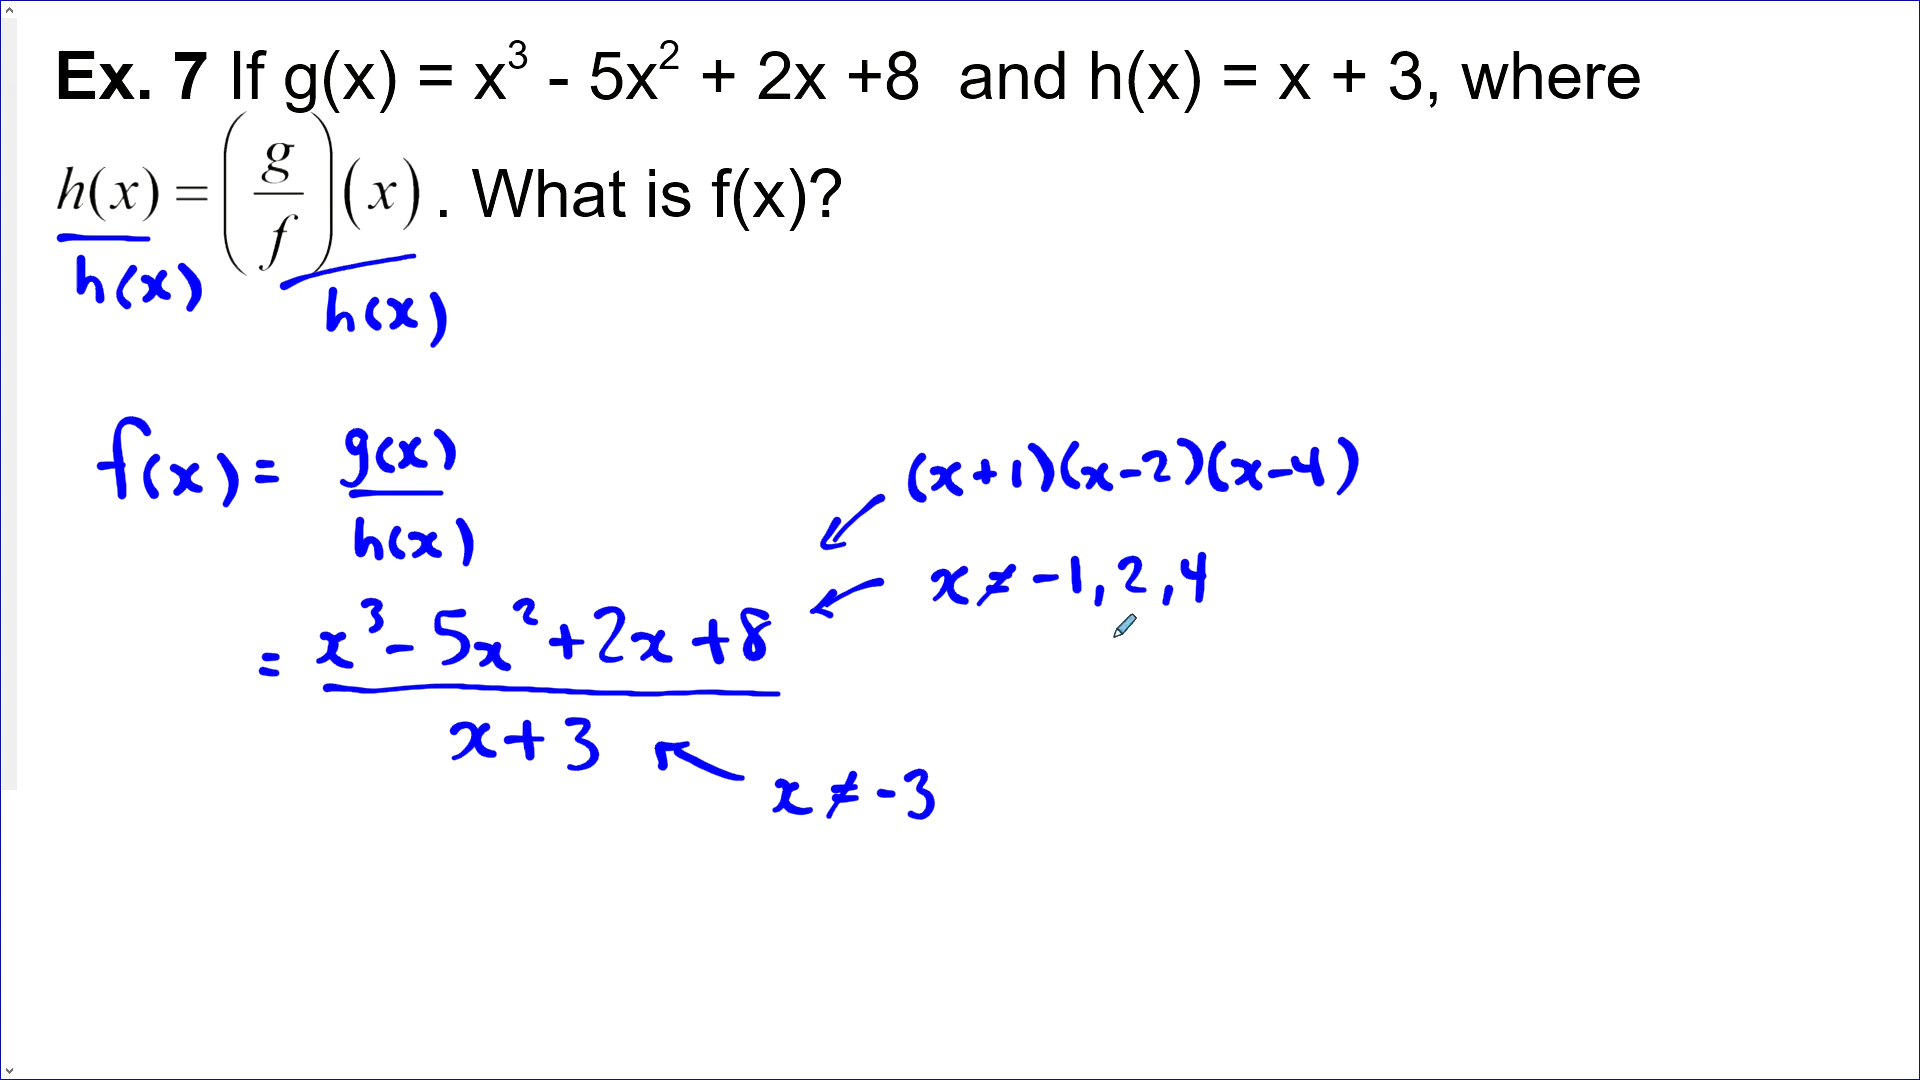 Ex. 7 If g(x) = x³ - 5x² + 2x +8 and h(x) = x + 3, where
h(x) = (g/f)(x). What is f(x)?
h(x) h(x)
f(x) = g(x)/h(x)
(x+1)(x-2)(x-4)
x ≠ -1, 2, 4
= x³ - 5x² + 2x + 8
x + 3
x ≠ -3